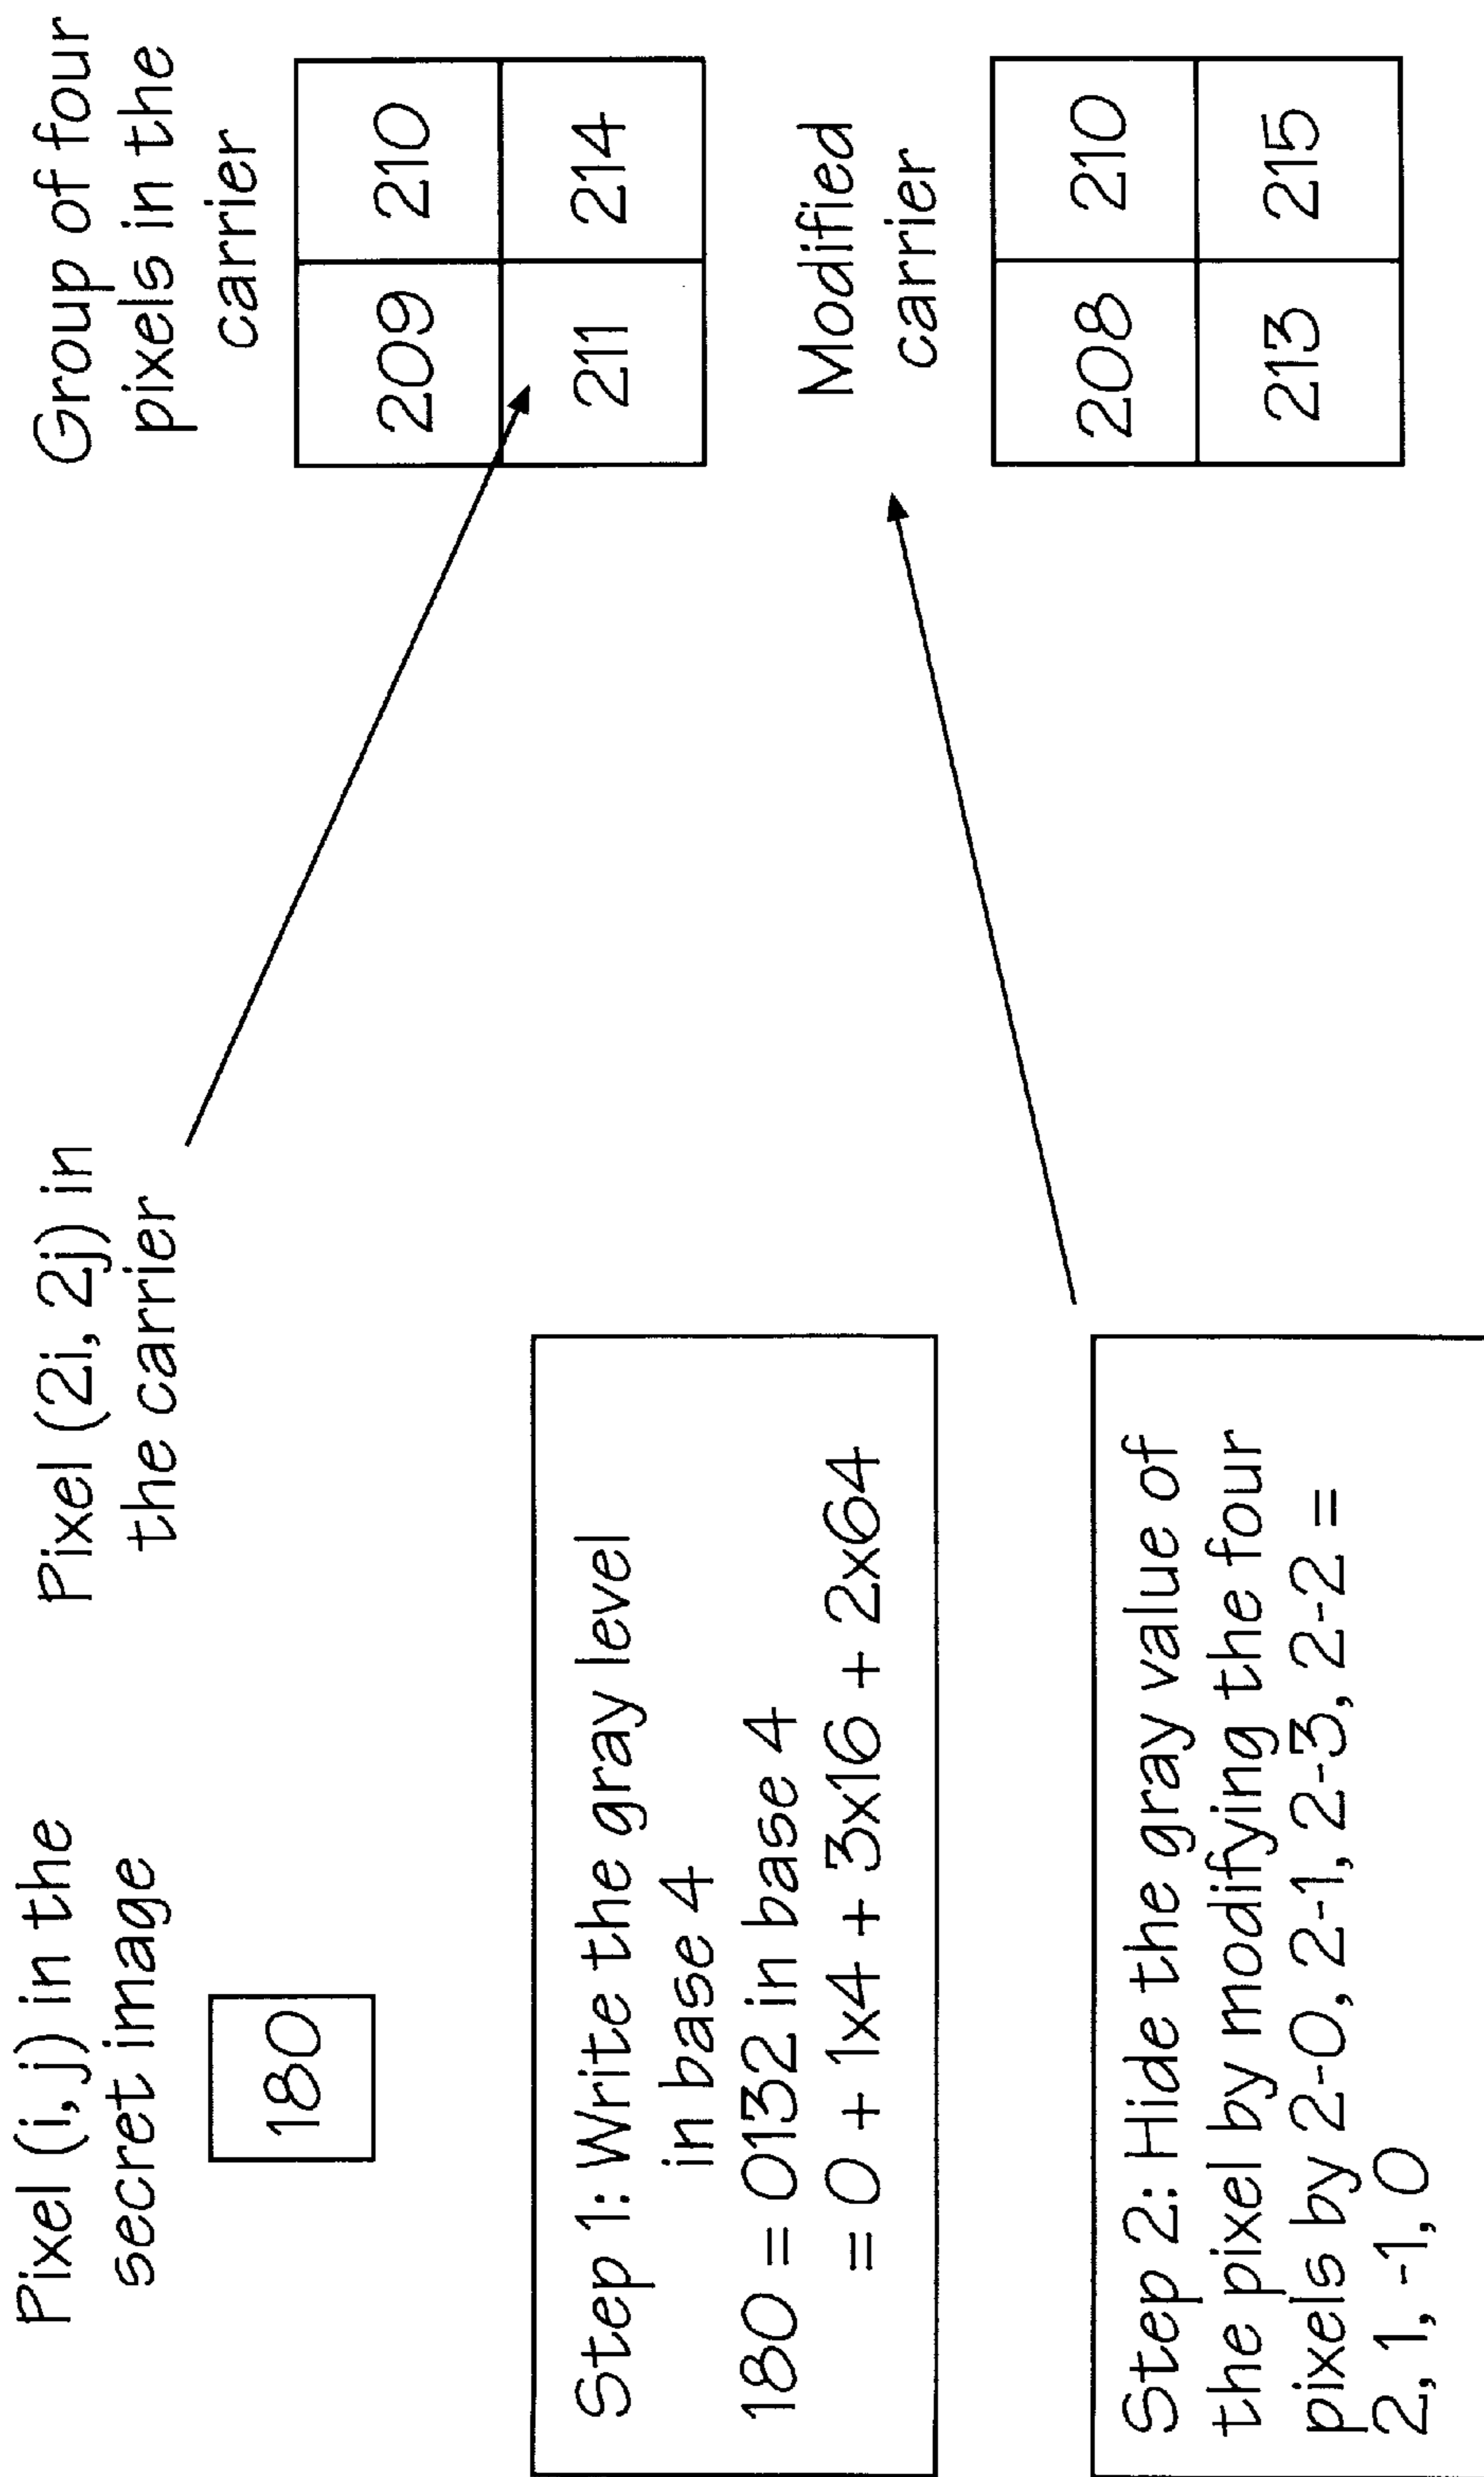 Pixel (i,j) in the
secret image
180
Pixel (2i, 2j) in
the carrier
Group of four
pixels in the
carrier
209 210
211 214
Step 1: Write the gray level
in base 4
180 = 0132 in base 4
= 0 + 1x4 + 3x16 + 2x64
Modified
carrier
208 210
213 215
Step 2: Hide the gray value of
the pixel by modifying the four
pixels by 2-0, 2-1, 2-3, 2-2 =
2, 1, -1, 0